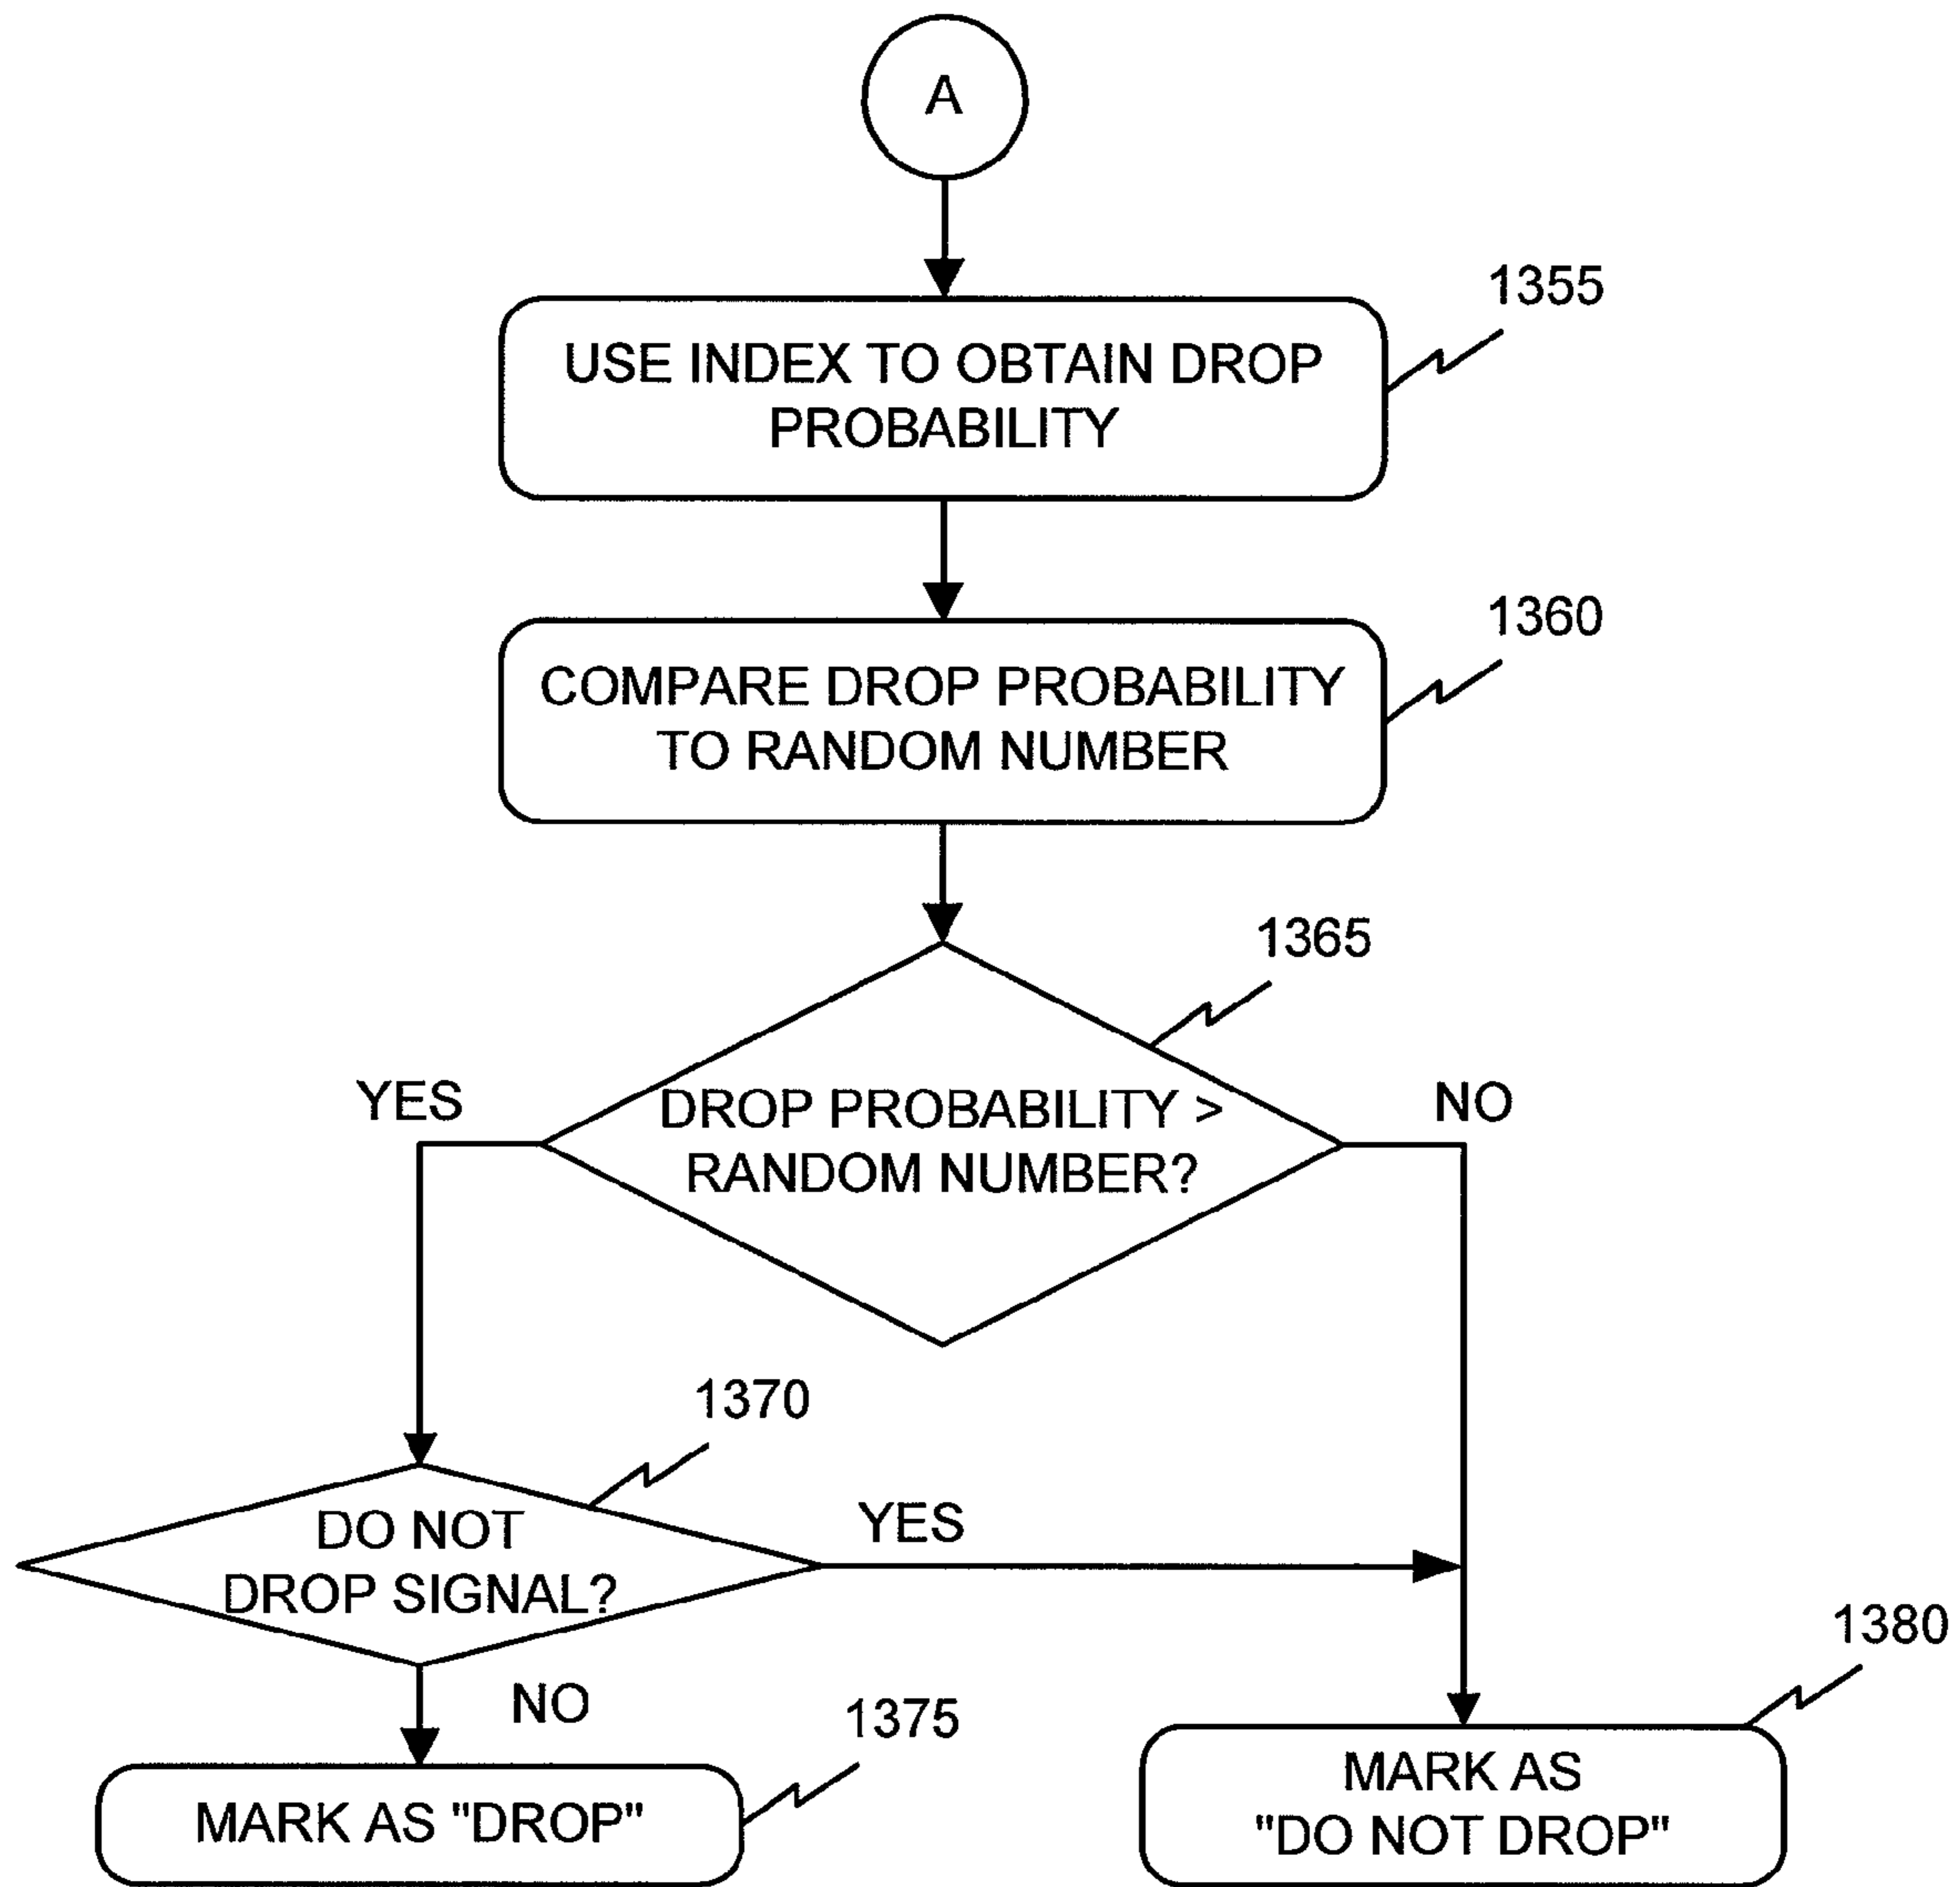 A
1355
USE INDEX TO OBTAIN DROP
PROBABILITY
1360
COMPARE DROP PROBABILITY
TO RANDOM NUMBER
1365
YES
DROP PROBABILITY >
RANDOM NUMBER?
NO
1370
DO NOT
DROP SIGNAL?
YES
NO
1375
MARK AS "DROP"
1380
MARK AS
"DO NOT DROP"